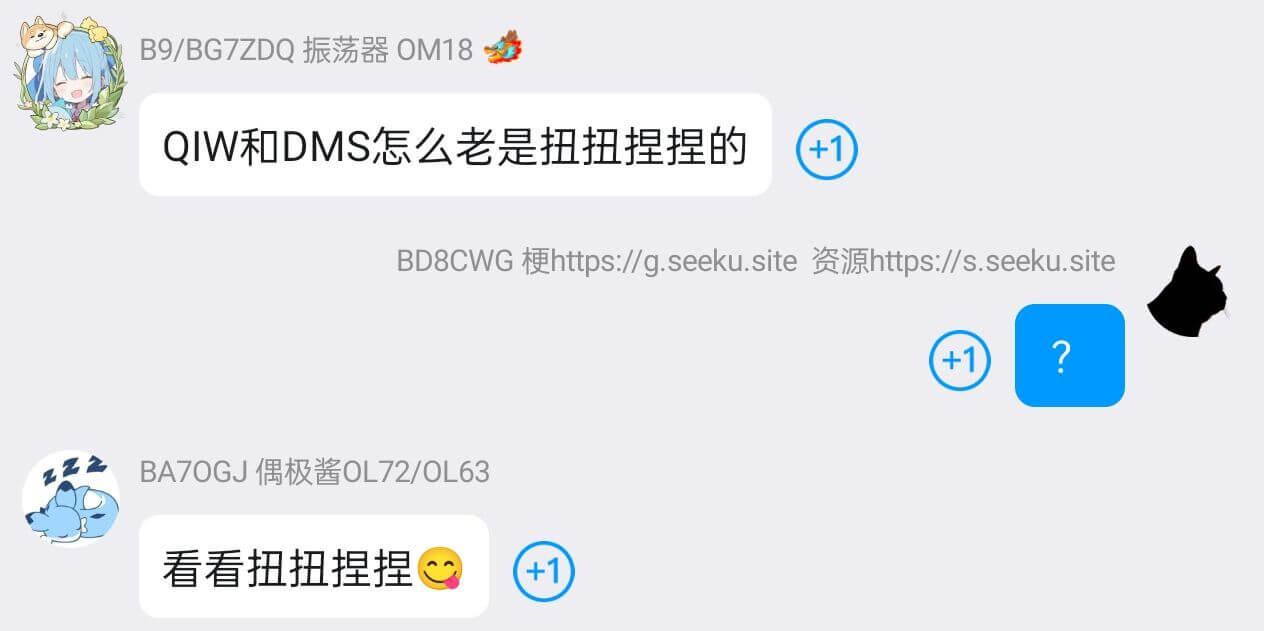 B9/BG7ZDQ 振荡器 OM18
QIW和DMS怎么老是扭扭捏捏的
+1
BD8CWG 梗https://g.seeku.site 资源https://s.seeku.site
+1
?
zzz
BA7OGJ 偶极酱OL72/OL63
看看扭扭捏捏😋
+1